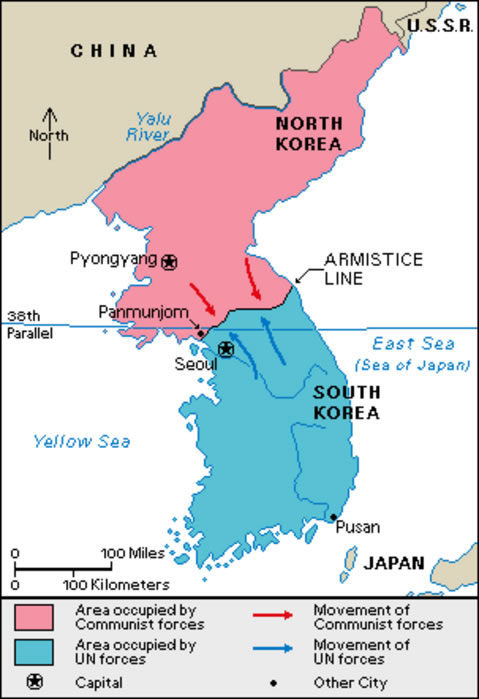 U.S.S.R.
CHINA
Yalu
River
North
NORTH
KOREA
Pyongyang
ARMISTICE
LINE
Panmunjom
38th
Parallel
East Sea
(Sea of Japan)
Seoul
SOUTH
KOREA
Yellow Sea
Pusan
JAPAN
0 100 Miles
0 100 Kilometers
Area occupied by
Communist forces
Movement of
Communist forces
Area occupied by
UN forces
Movement of
UN forces
Capital
Other City